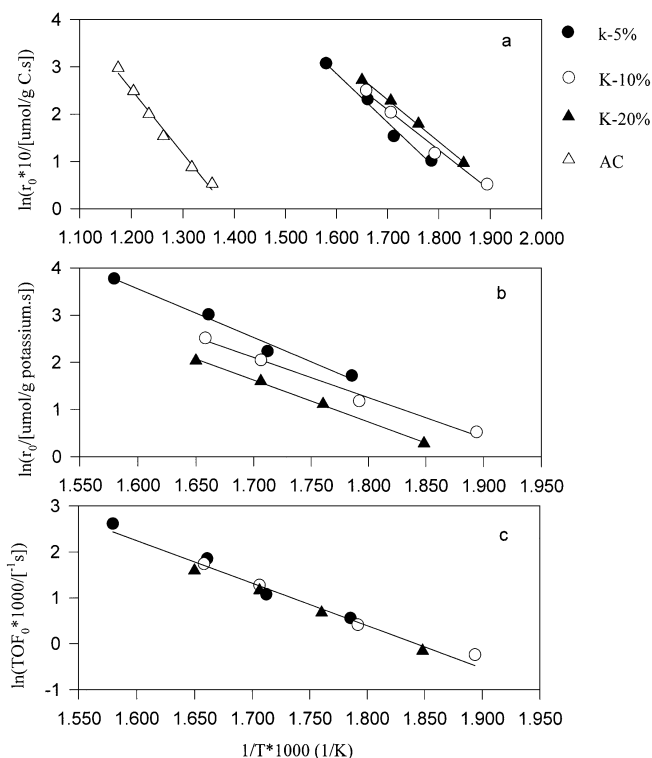 4
3
2
1
0
ln(r0*10/[umol/g C.s]
a
1.100 1.200 1.300 1.400 1.500 1.600 1.700 1.800 1.900 2.000
k-5%
K-10%
K-20%
AC
4
3
2
1
0
ln(r0/[umol/g potassium.s]
b
1.550 1.600 1.650 1.700 1.750 1.800 1.850 1.900 1.950
3
2
1
0
-1
ln(TOF0*1000/[-1s]
c
1.550 1.600 1.650 1.700 1.750 1.800 1.850 1.900 1.950
1/T*1000 (1/K)